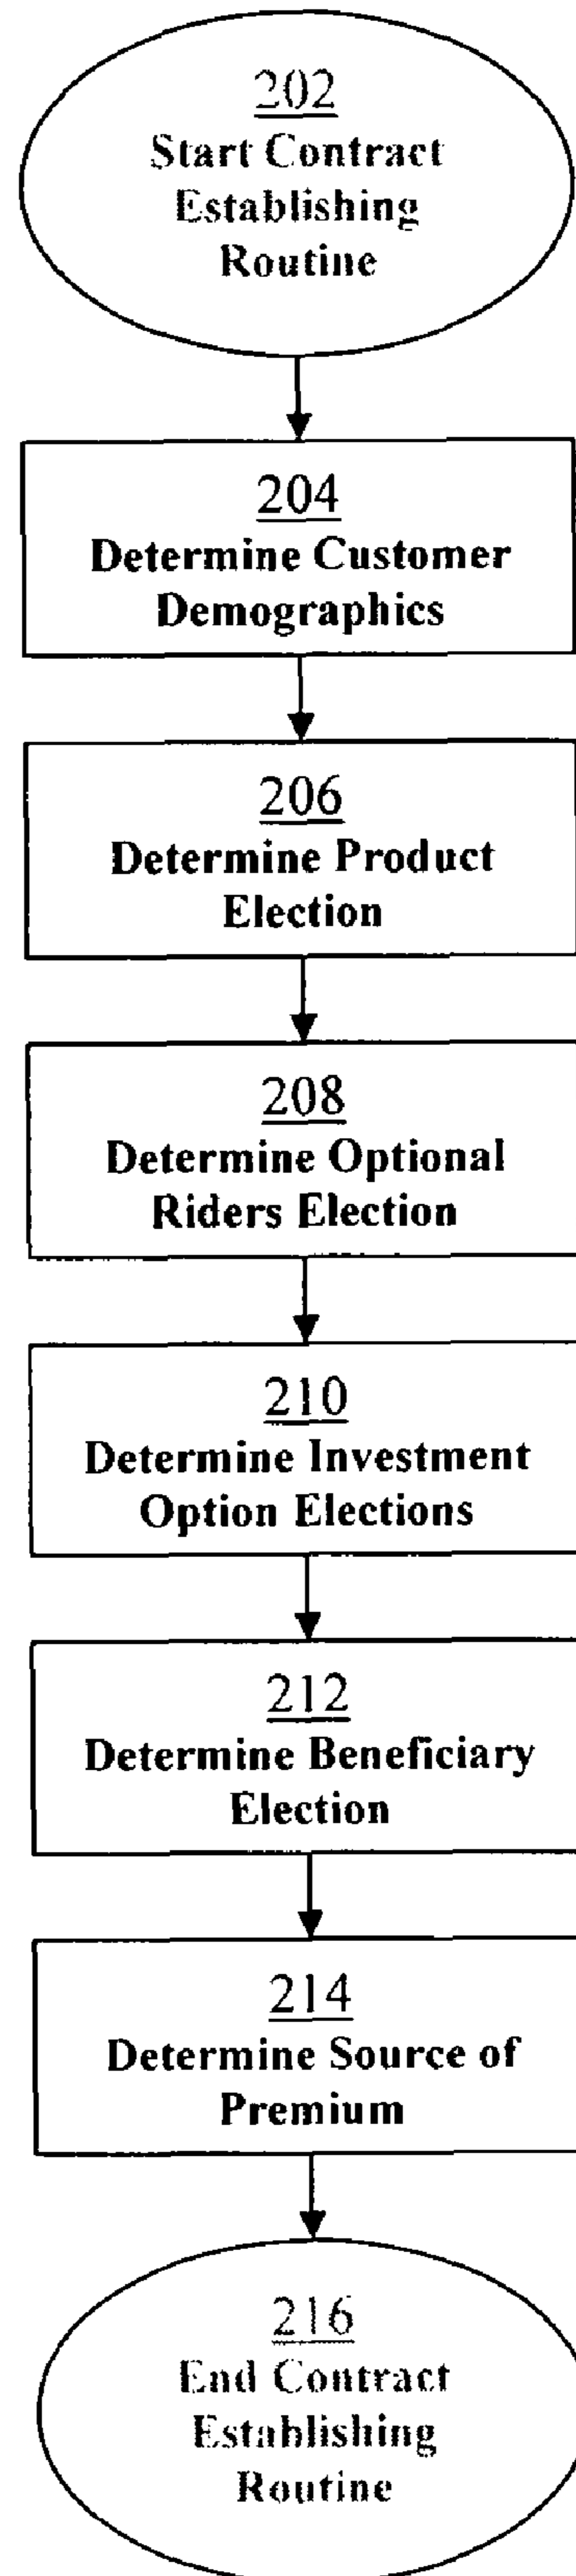 202
Start Contract
Establishing
Routine
204
Determine Customer
Demographics
206
Determine Product
Election
208
Determine Optional
Riders Election
210
Determine Investment
Option Elections
212
Determine Beneficiary
Election
214
Determine Source of
Premium
216
End Contract
Establishing
Routine